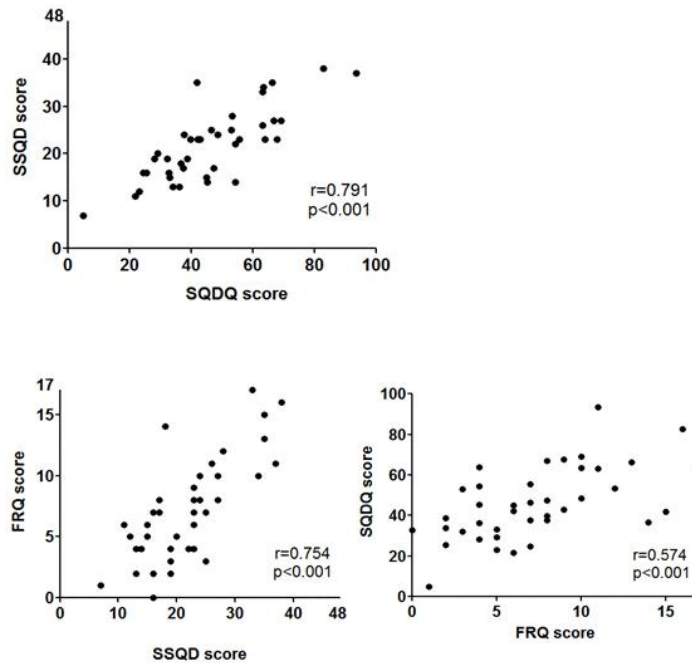 48
40
30
20
10
0
SSQD score
r=0.791
p<0.001
0 20 40 60 80 100
SQDQ score
17
15
10
5
0
FRQ score
r=0.754
p<0.001
0 10 20 30 40 48
SSQD score
100
80
60
40
20
0
SQDQ score
r=0.574
p<0.001
0 5 10 15
FRQ score